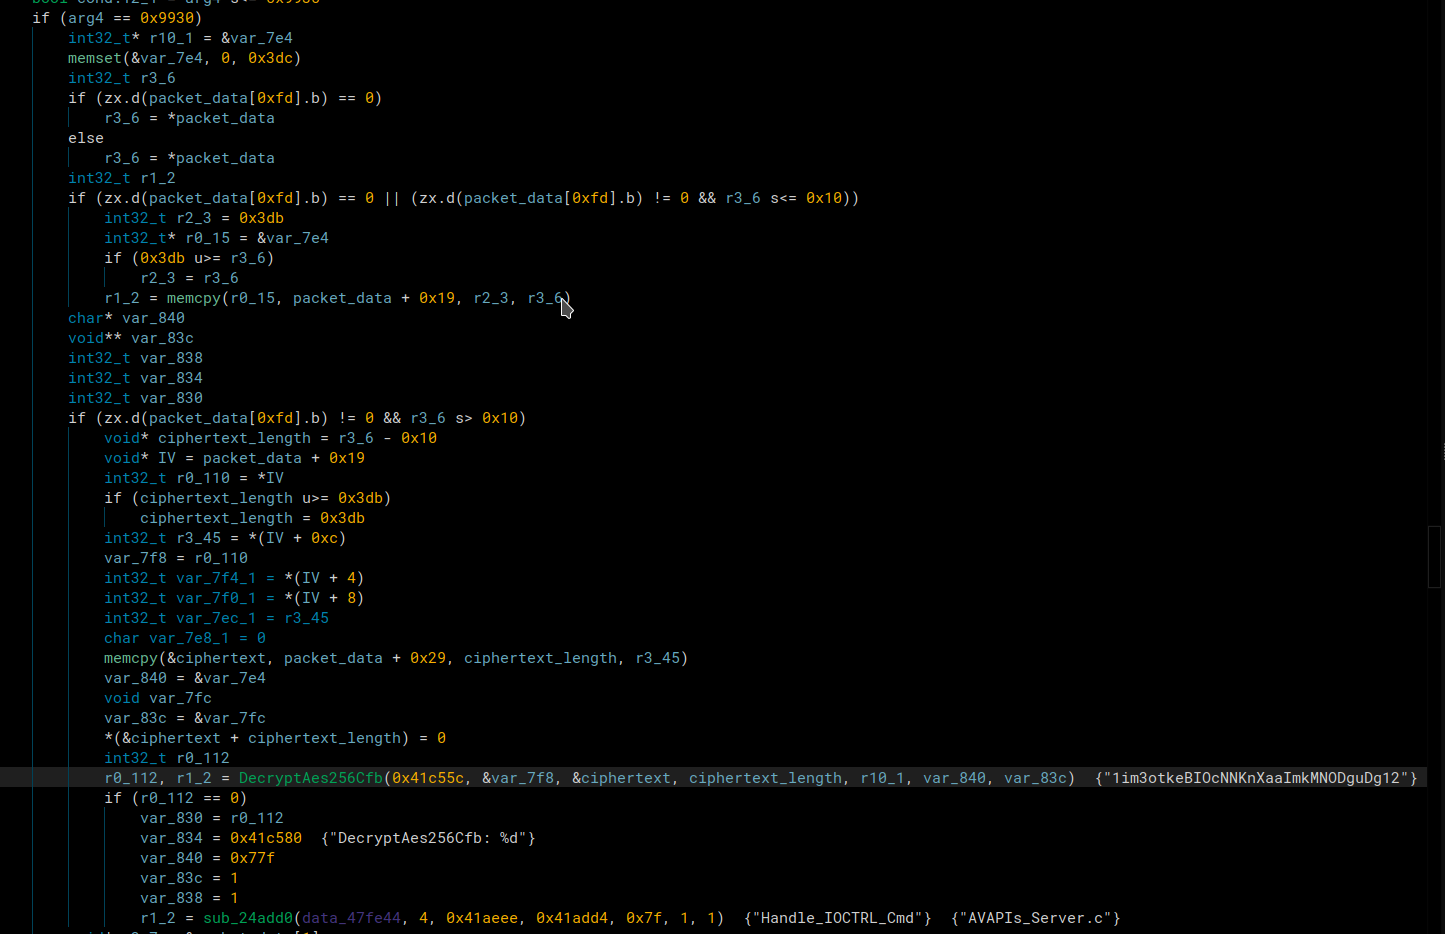 if (arg4 == 0x9930)
int32_t* r10_1 = &var_7e4
memset(&var_7e4, 0, 0x3dc)
int32_t r3_6
if (zx.d(packet_data[0xfd].b) == 0)
r3_6 = *packet_data
else
r3_6 = *packet_data
int32_t r1_2
if (zx.d(packet_data[0xfd].b) == 0 || (zx.d(packet_data[0xfd].b) != 0 && r3_6 s<= 0x10))
int32_t r2_3 = 0x3db
int32_t* r0_15 = &var_7e4
if (0x3db u>= r3_6)
r2_3 = r3_6
r1_2 = memcpy(r0_15, packet_data + 0x19, r2_3, r3_6)
char* var_840
void** var_83c
int32_t var_838
int32_t var_834
int32_t var_830
if (zx.d(packet_data[0xfd].b) != 0 && r3_6 s> 0x10)
void* ciphertext_length = r3_6 - 0x10
void* IV = packet_data + 0x19
int32_t r0_110 = *IV
if (ciphertext_length u>= 0x3db)
ciphertext_length = 0x3db
int32_t r3_45 = *(IV + 0xc)
var_7f8 = r0_110
int32_t var_7f4_1 = *(IV + 4)
int32_t var_7f0_1 = *(IV + 8)
int32_t var_7ec_1 = r3_45
char var_7e8_1 = 0
memcpy(&ciphertext, packet_data + 0x29, ciphertext_length, r3_45)
var_840 = &var_7e4
void var_7fc
var_83c = &var_7fc
*(&ciphertext + ciphertext_length) = 0
int32_t r0_112
r0_112, r1_2 = DecryptAes256Cfb(0x41c55c, &var_7f8, &ciphertext, ciphertext_length, r10_1, var_840, var_83c)  {"1im3otkeBIOcNNKnXaaImkMNODguDg12"}
if (r0_112 == 0)
var_830 = r0_112
var_834 = 0x41c580  {"DecryptAes256Cfb: %d"}
var_840 = 0x77f
var_83c = 1
var_838 = 1
r1_2 = sub_24add0(data_47fe44, 4, 0x41aeee, 0x41add4, 0x7f, 1, 1)  {"Handle_IOCTRL_Cmd"}  {"AVAPIs_Server.c"}